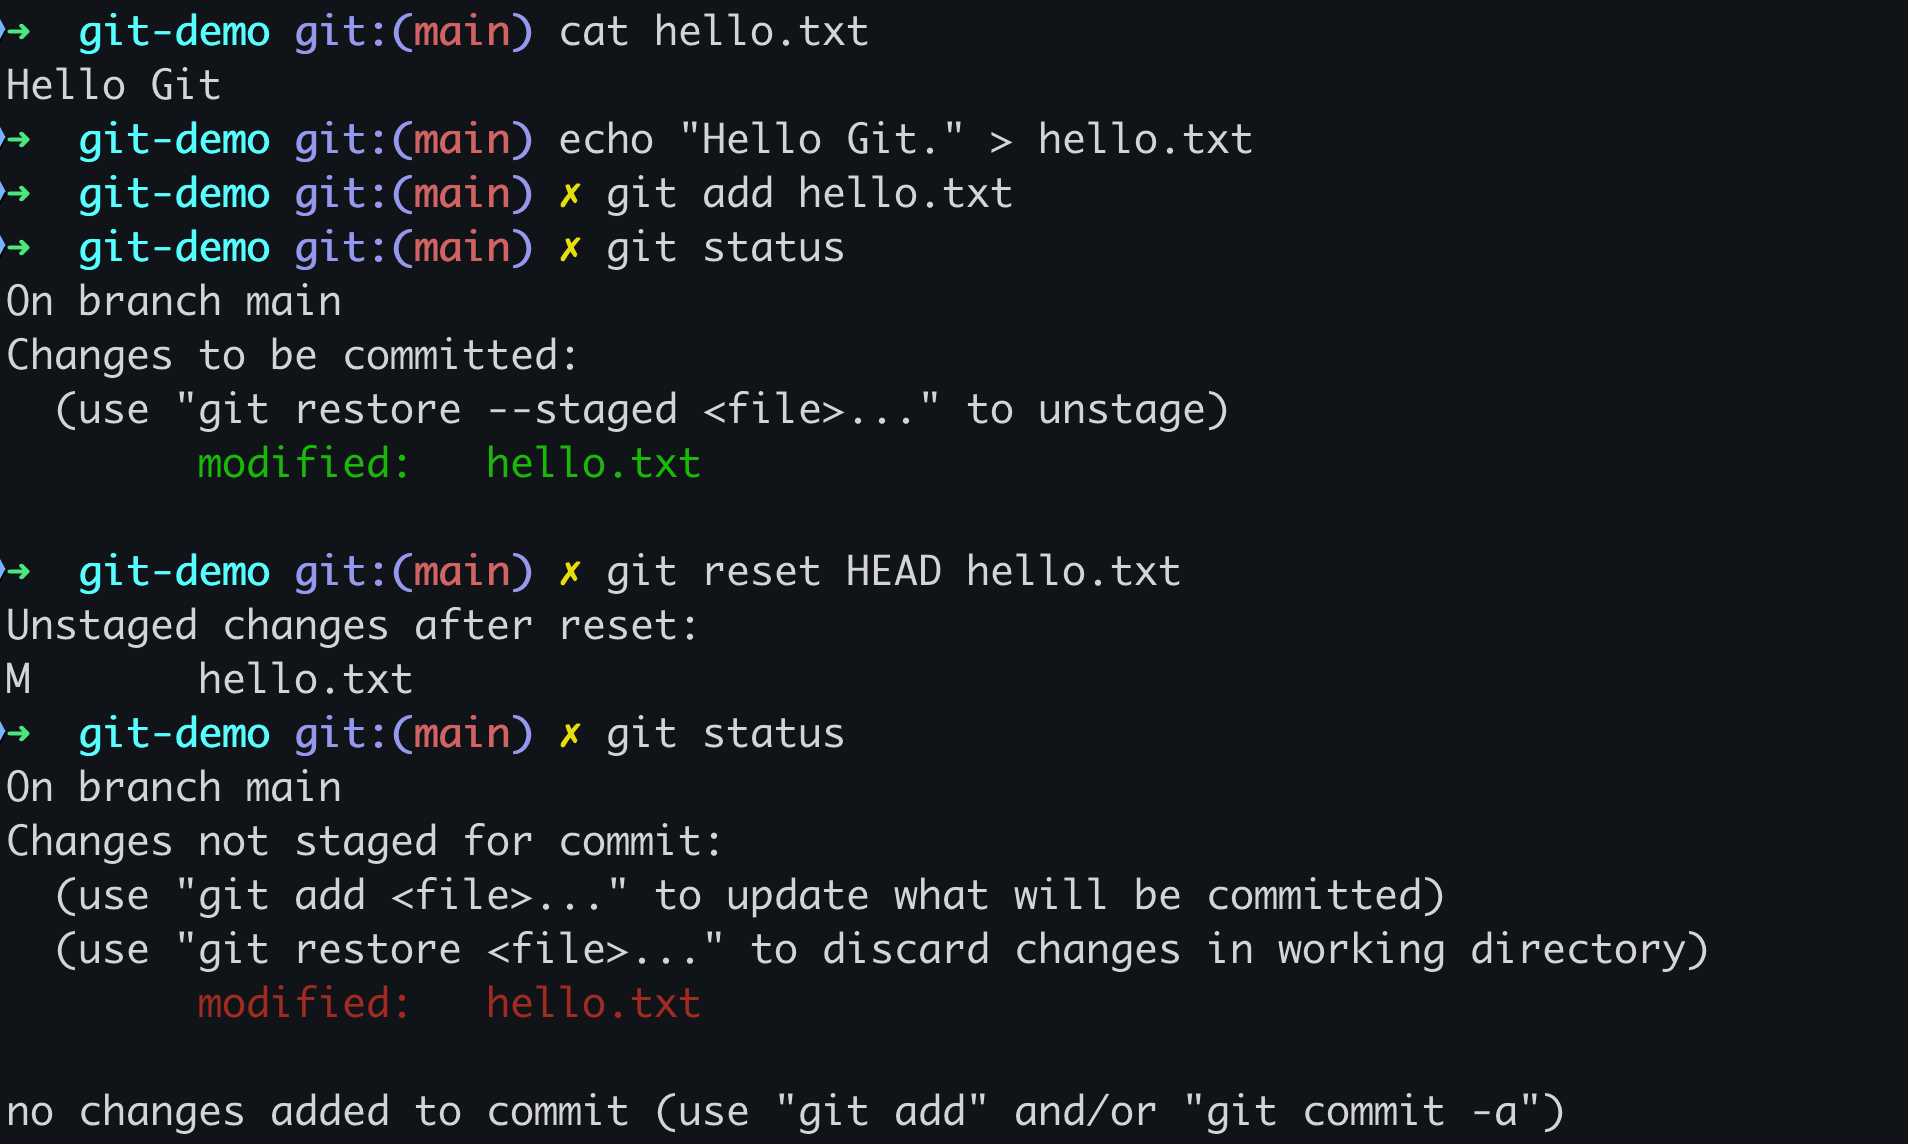 ➜  git-demo git:(main) cat hello.txt
Hello Git
➜  git-demo git:(main) echo "Hello Git." > hello.txt
➜  git-demo git:(main) ✗ git add hello.txt
➜  git-demo git:(main) ✗ git status
On branch main
Changes to be committed:
  (use "git restore --staged <file>..." to unstage)
        modified:   hello.txt

➜  git-demo git:(main) ✗ git reset HEAD hello.txt
Unstaged changes after reset:
M       hello.txt
➜  git-demo git:(main) ✗ git status
On branch main
Changes not staged for commit:
  (use "git add <file>..." to update what will be committed)
  (use "git restore <file>..." to discard changes in working directory)
        modified:   hello.txt

no changes added to commit (use "git add" and/or "git commit -a")